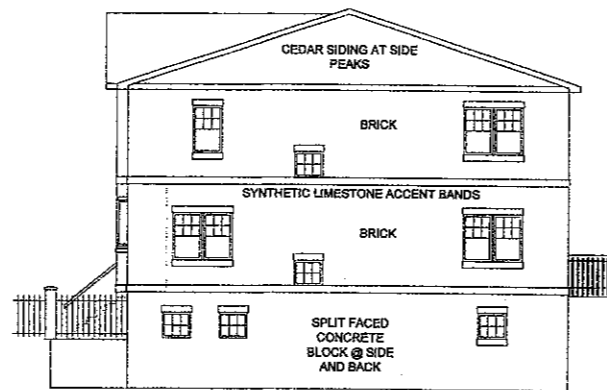 CEDAR SIDING AT SIDE
PEAKS
BRICK
SYNTHETIC LIMESTONE ACCENT BANDS
BRICK
SPLIT FACED
CONCRETE
BLOCK @ SIDE
AND BACK